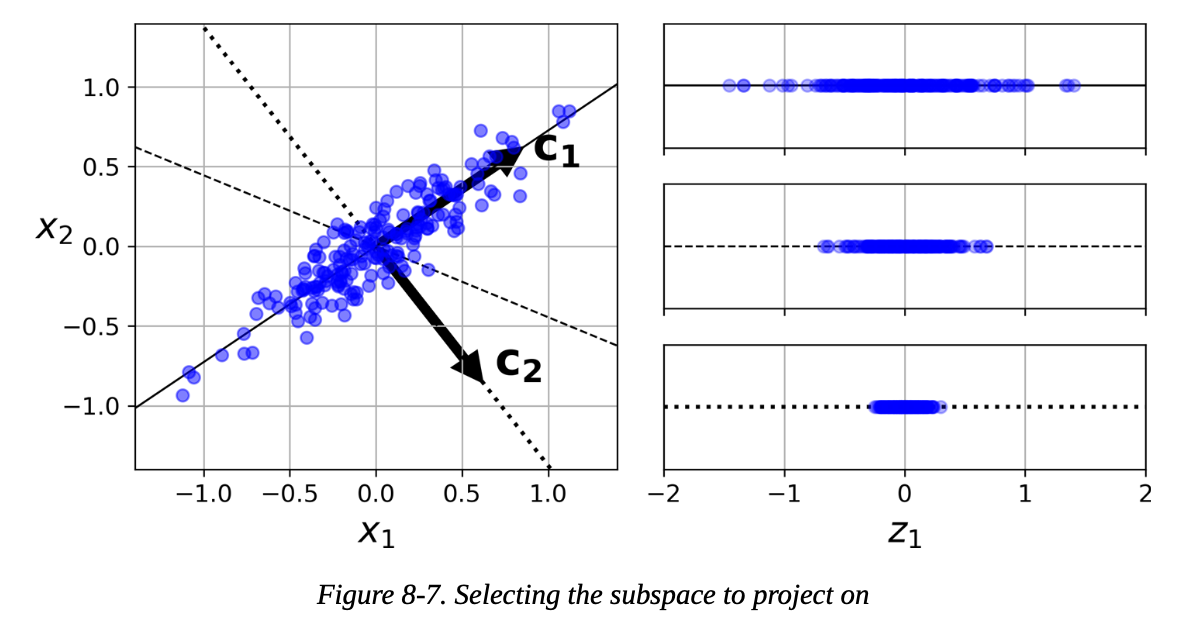 1.0
0.5
x₂ 0.0
−0.5
−1.0
c₁
c₂
−1.0 −0.5 0.0 0.5 1.0
x₁
−2 −1 0 1 2
z₁
Figure 8-7. Selecting the subspace to project on